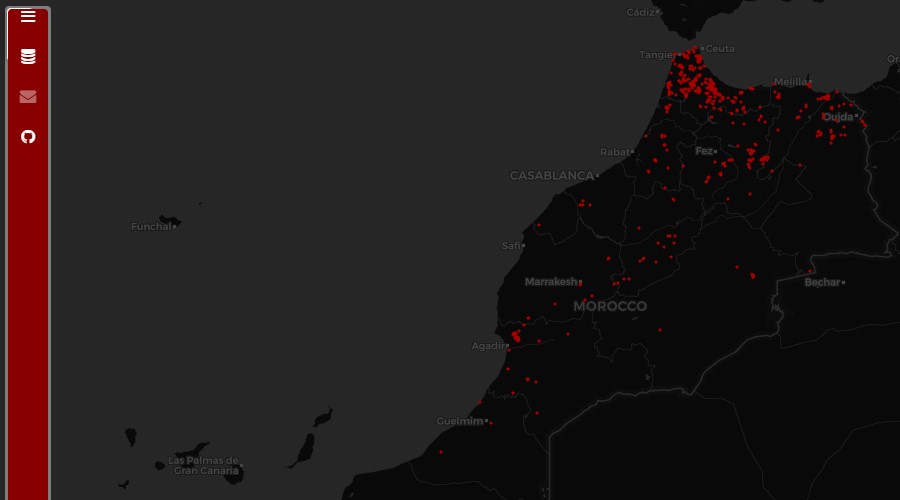 Cádiz
Tangier
Ceuta
Or
Melilla
Oujda
Rabat
Fez
CASABLANCA
Funchal
Safi
Marrakesh
Bechar
MOROCCO
Agadir
Guelmim
Las Palmas de
Gran Canaria